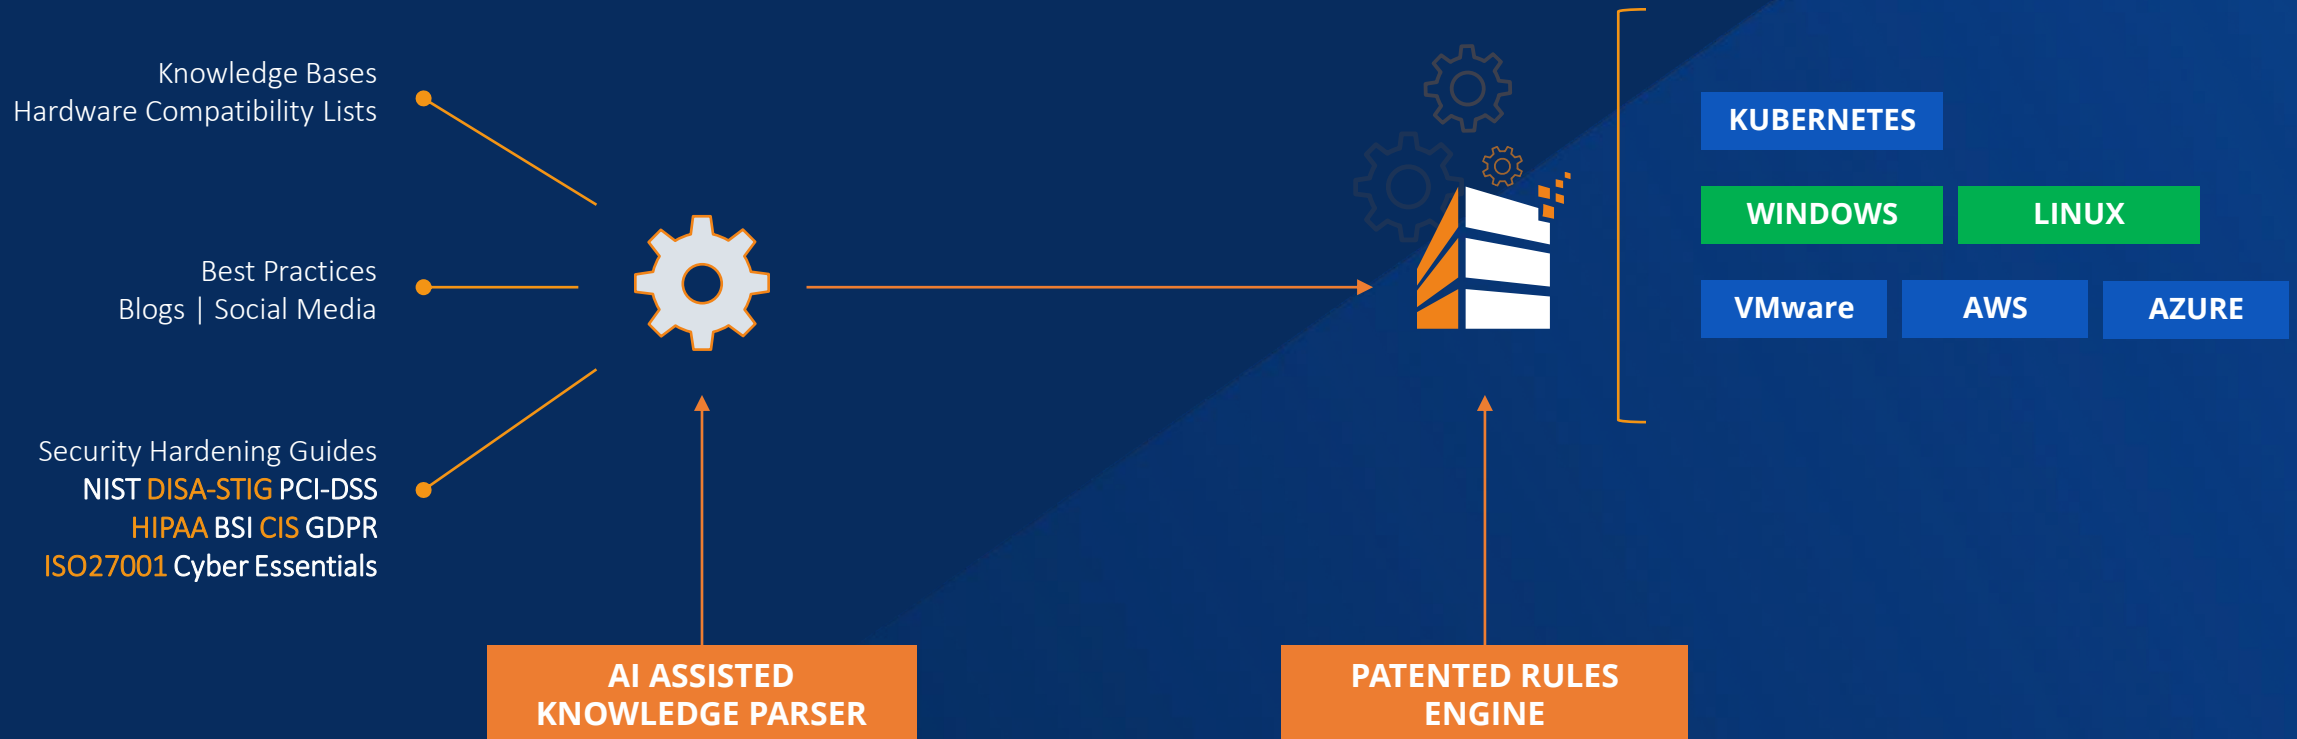 Knowledge Bases
Hardware Compatibility Lists
Best Practices
Blogs | Social Media
Security Hardening Guides
NIST DISA-STIG PCI-DSS
HIPAA BSI CIS GDPR
ISO27001 Cyber Essentials
AI ASSISTED
KNOWLEDGE PARSER
PATENTED RULES
ENGINE
KUBERNETES
WINDOWS LINUX
VMware AWS AZURE